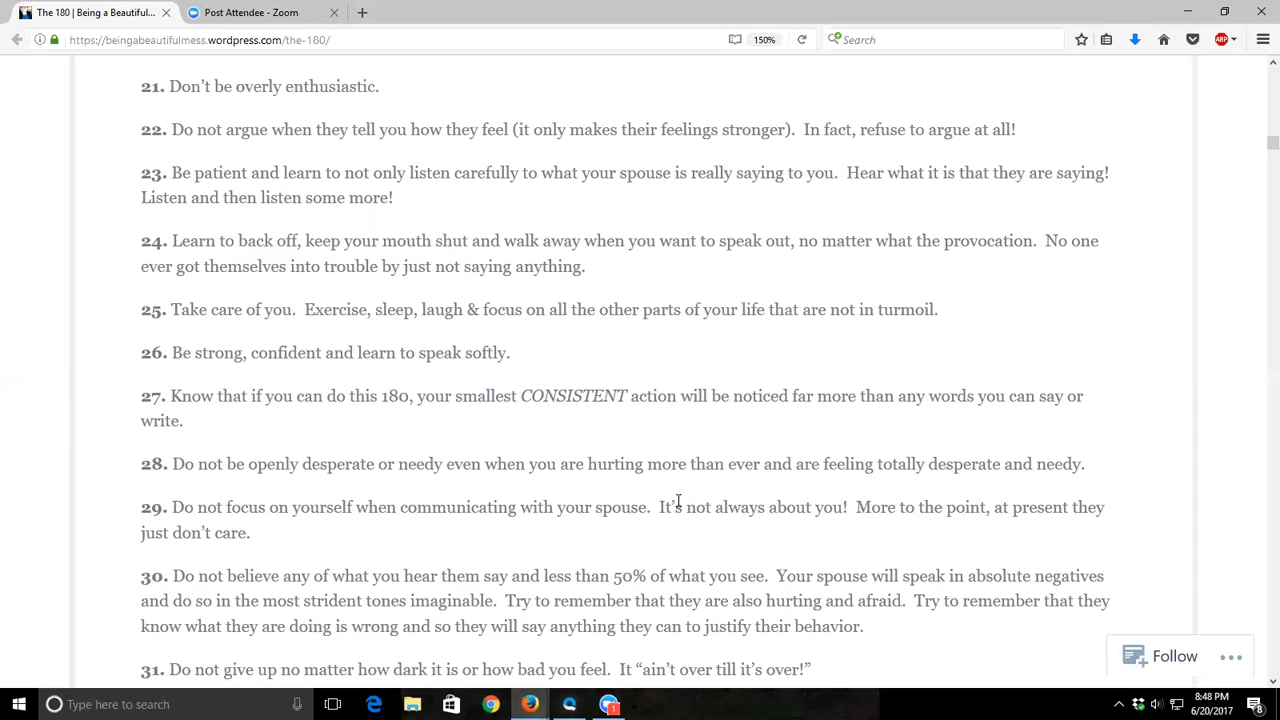 The 180 | Being a Beautiful...
Post Attendee - Zoom
https://beingabeautifulmess.wordpress.com/the-180/
150%
Search
ABP
21. Don't be overly enthusiastic.
22. Do not argue when they tell you how they feel (it only makes their feelings stronger).  In fact, refuse to argue at all!
23. Be patient and learn to not only listen carefully to what your spouse is really saying to you.  Hear what it is that they are saying!
Listen and then listen some more!
24. Learn to back off, keep your mouth shut and walk away when you want to speak out, no matter what the provocation.  No one
ever got themselves into trouble by just not saying anything.
25. Take care of you.  Exercise, sleep, laugh & focus on all the other parts of your life that are not in turmoil.
26. Be strong, confident and learn to speak softly.
27. Know that if you can do this 180, your smallest CONSISTENT action will be noticed far more than any words you can say or
write.
28. Do not be openly desperate or needy even when you are hurting more than ever and are feeling totally desperate and needy.
29. Do not focus on yourself when communicating with your spouse.  It's not always about you!  More to the point, at present they
just don't care.
30. Do not believe any of what you hear them say and less than 50% of what you see.  Your spouse will speak in absolute negatives
and do so in the most strident tones imaginable.  Try to remember that they are also hurting and afraid.  Try to remember that they
know what they are doing is wrong and so they will say anything they can to justify their behavior.
31. Do not give up no matter how dark it is or how bad you feel.  It "ain't over till it's over!"
Follow
Type here to search
1
8:48 PM
6/20/2017
8